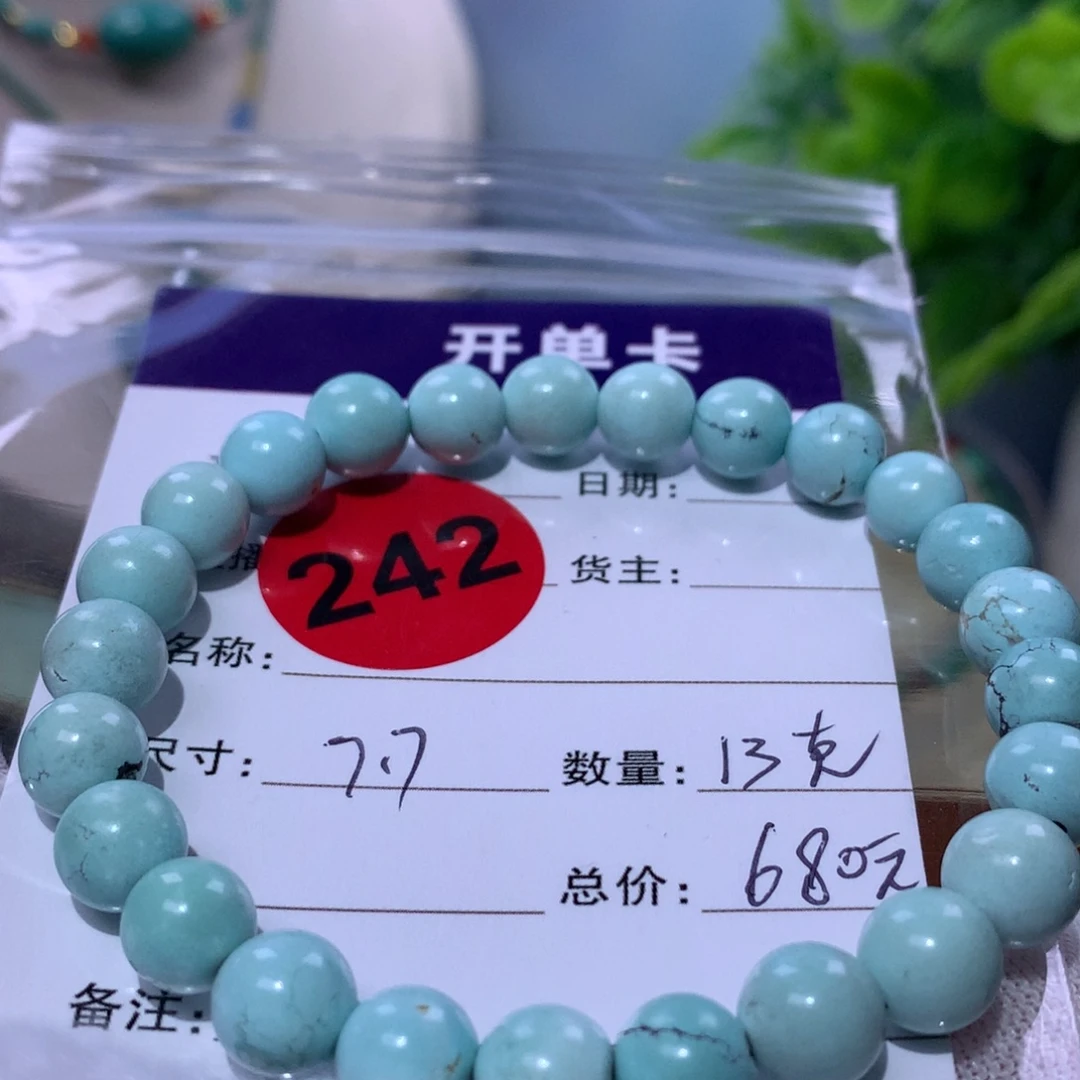 开单卡
日期:
242
播
货主:
名称:
尺寸: 7.7 数量: 13克
总价: 680元
备注: